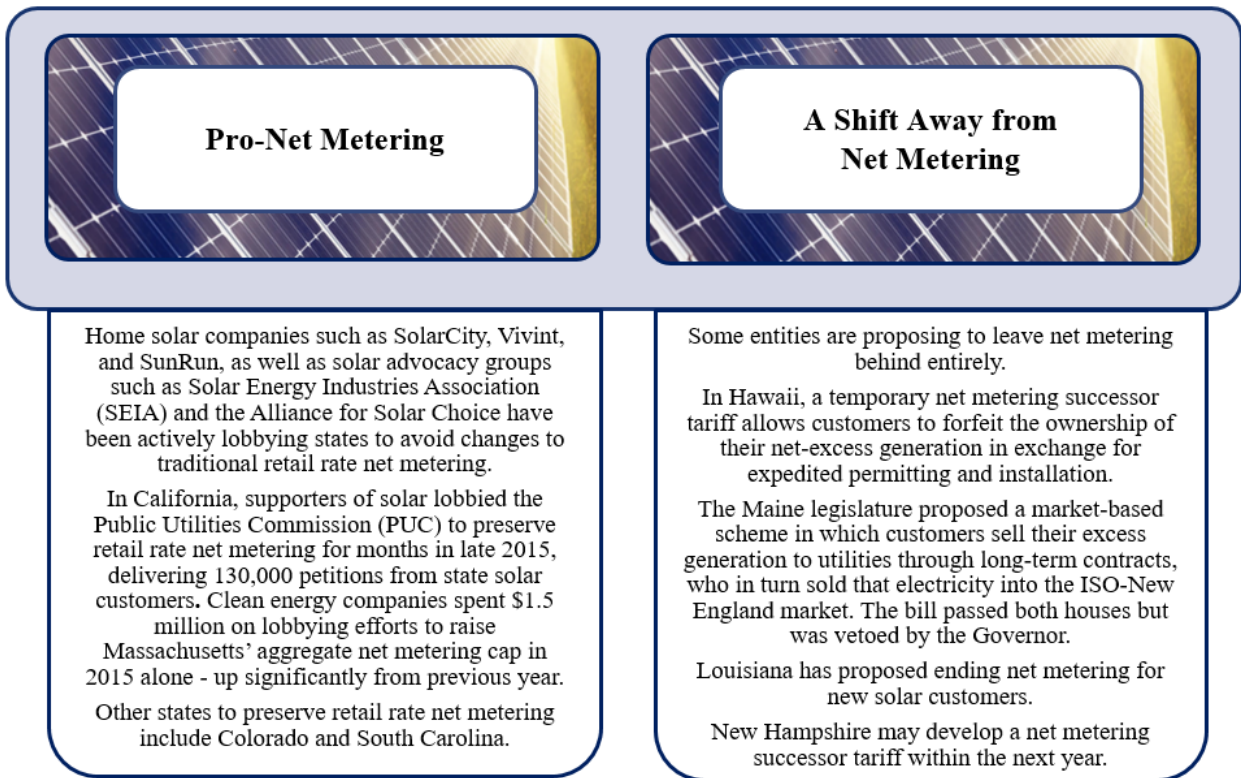 Pro-Net Metering
Home solar companies such as SolarCity, Vivint,
and SunRun, as well as solar advocacy groups
such as Solar Energy Industries Association
(SEIA) and the Alliance for Solar Choice have
been actively lobbying states to avoid changes to
traditional retail rate net metering.
In California, supporters of solar lobbied the
Public Utilities Commission (PUC) to preserve
retail rate net metering for months in late 2015,
delivering 130,000 petitions from state solar
customers. Clean energy companies spent $1.5
million on lobbying efforts to raise
Massachusetts’ aggregate net metering cap in
2015 alone - up significantly from previous year.
Other states to preserve retail rate net metering
include Colorado and South Carolina.
A Shift Away from
Net Metering
Some entities are proposing to leave net metering
behind entirely.
In Hawaii, a temporary net metering successor
tariff allows customers to forfeit the ownership of
their net-excess generation in exchange for
expedited permitting and installation.
The Maine legislature proposed a market-based
scheme in which customers sell their excess
generation to utilities through long-term contracts,
who in turn sold that electricity into the ISO-New
England market. The bill passed both houses but
was vetoed by the Governor.
Louisiana has proposed ending net metering for
new solar customers.
New Hampshire may develop a net metering
successor tariff within the next year.